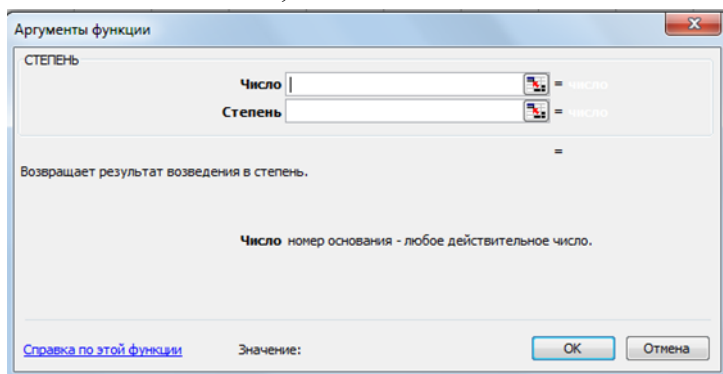 Аргументы функции
СТЕПЕНЬ
Число = число
Степень = число
=
Возвращает результат возведения в степень.
Число номер основания - любое действительное число.
Справка по этой функции Значение: ОК Отмена